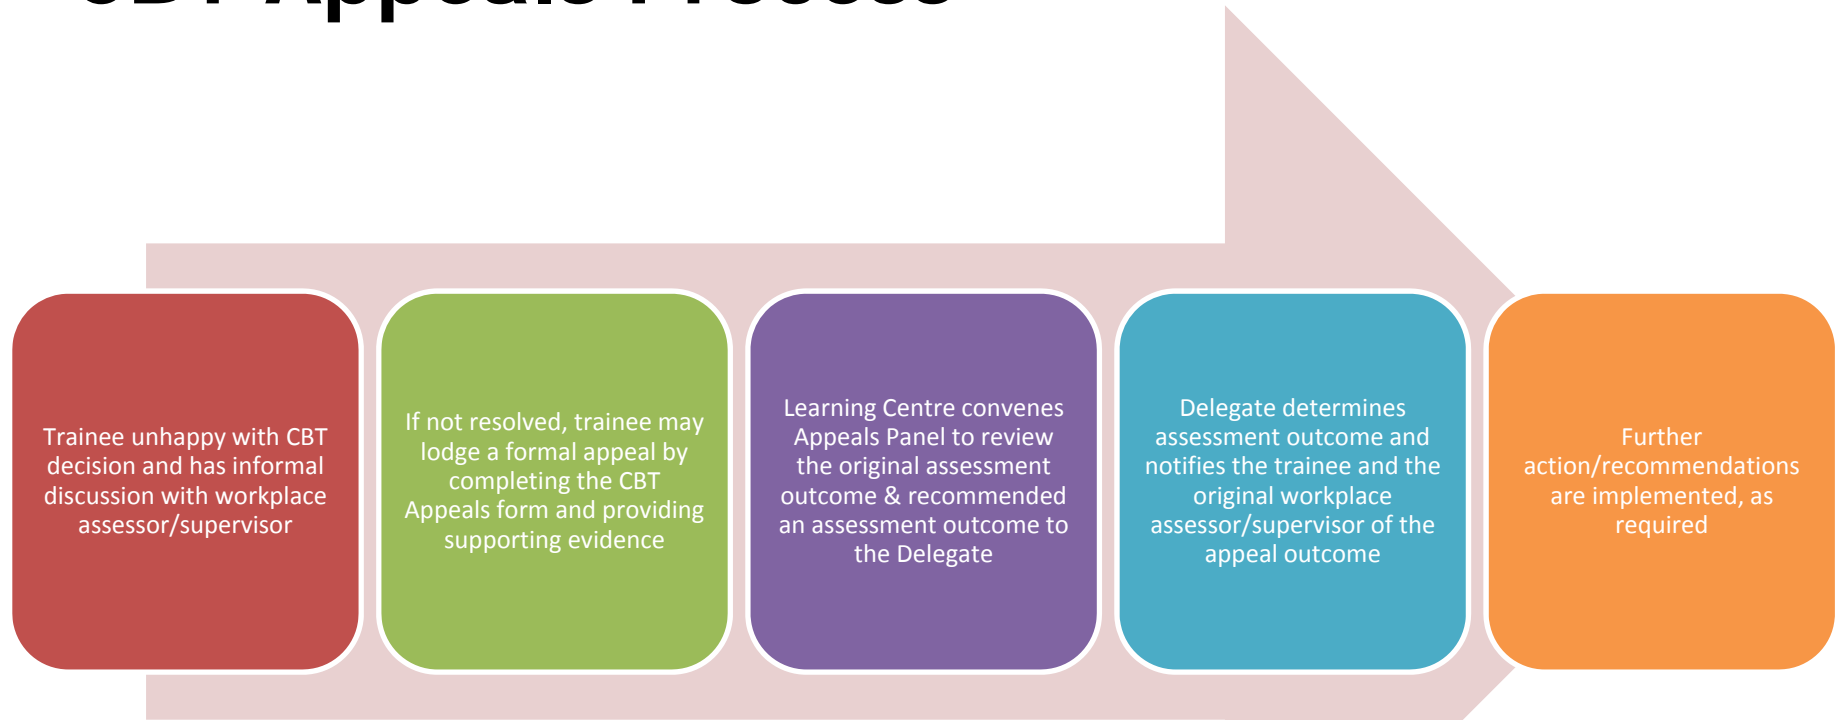 CBT Appeals Process
Trainee unhappy with CBT
decision and has informal
discussion with workplace
assessor/supervisor
If not resolved, trainee may
lodge a formal appeal by
completing the CBT
Appeals form and providing
supporting evidence
Learning Centre convenes
Appeals Panel to review
the original assessment
outcome & recommended
an assessment outcome to
the Delegate
Delegate determines
assessment outcome and
notifies the trainee and the
original workplace
assessor/supervisor of the
appeal outcome
Further
action/recommendations
are implemented, as
required